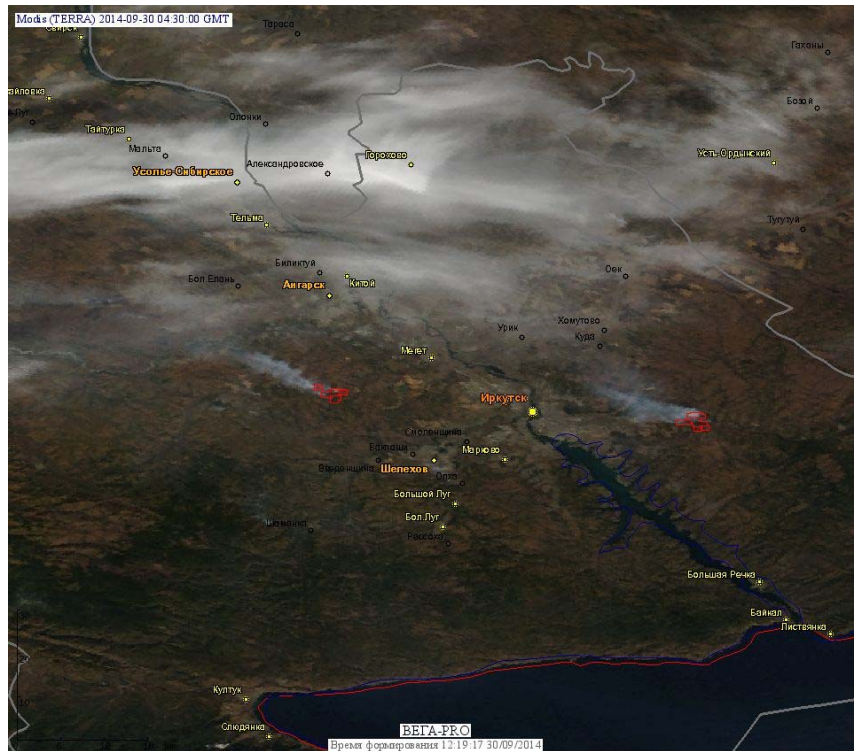 Modis (TERRA) 2014-09-30 04:30:00 GMT
Свирск
Тараса
Гаханы
айловка
Бозой
Луг
Олонки
Тайтурка
Мальта
Горохово
Усть-Ордынский
Александровское
Усолье-Сибирское
Тельма
Тугутуй
Биликтуй
Оек
Бол.Елань
Китой
Ангарск
Хомутово
Урик
Куда
Мегет
Иркутск
Смоленщина
Баклаши
Марково
Введенщина
Шелехов
Олха
Большой Луг
Бол.Луг
Шаманка
Рассоха
Большая Речка
Байкал
Листвянка
Култук
Слюдянка
ВЕГА-PRO
Время формирования 12:19:17 30/09/2014